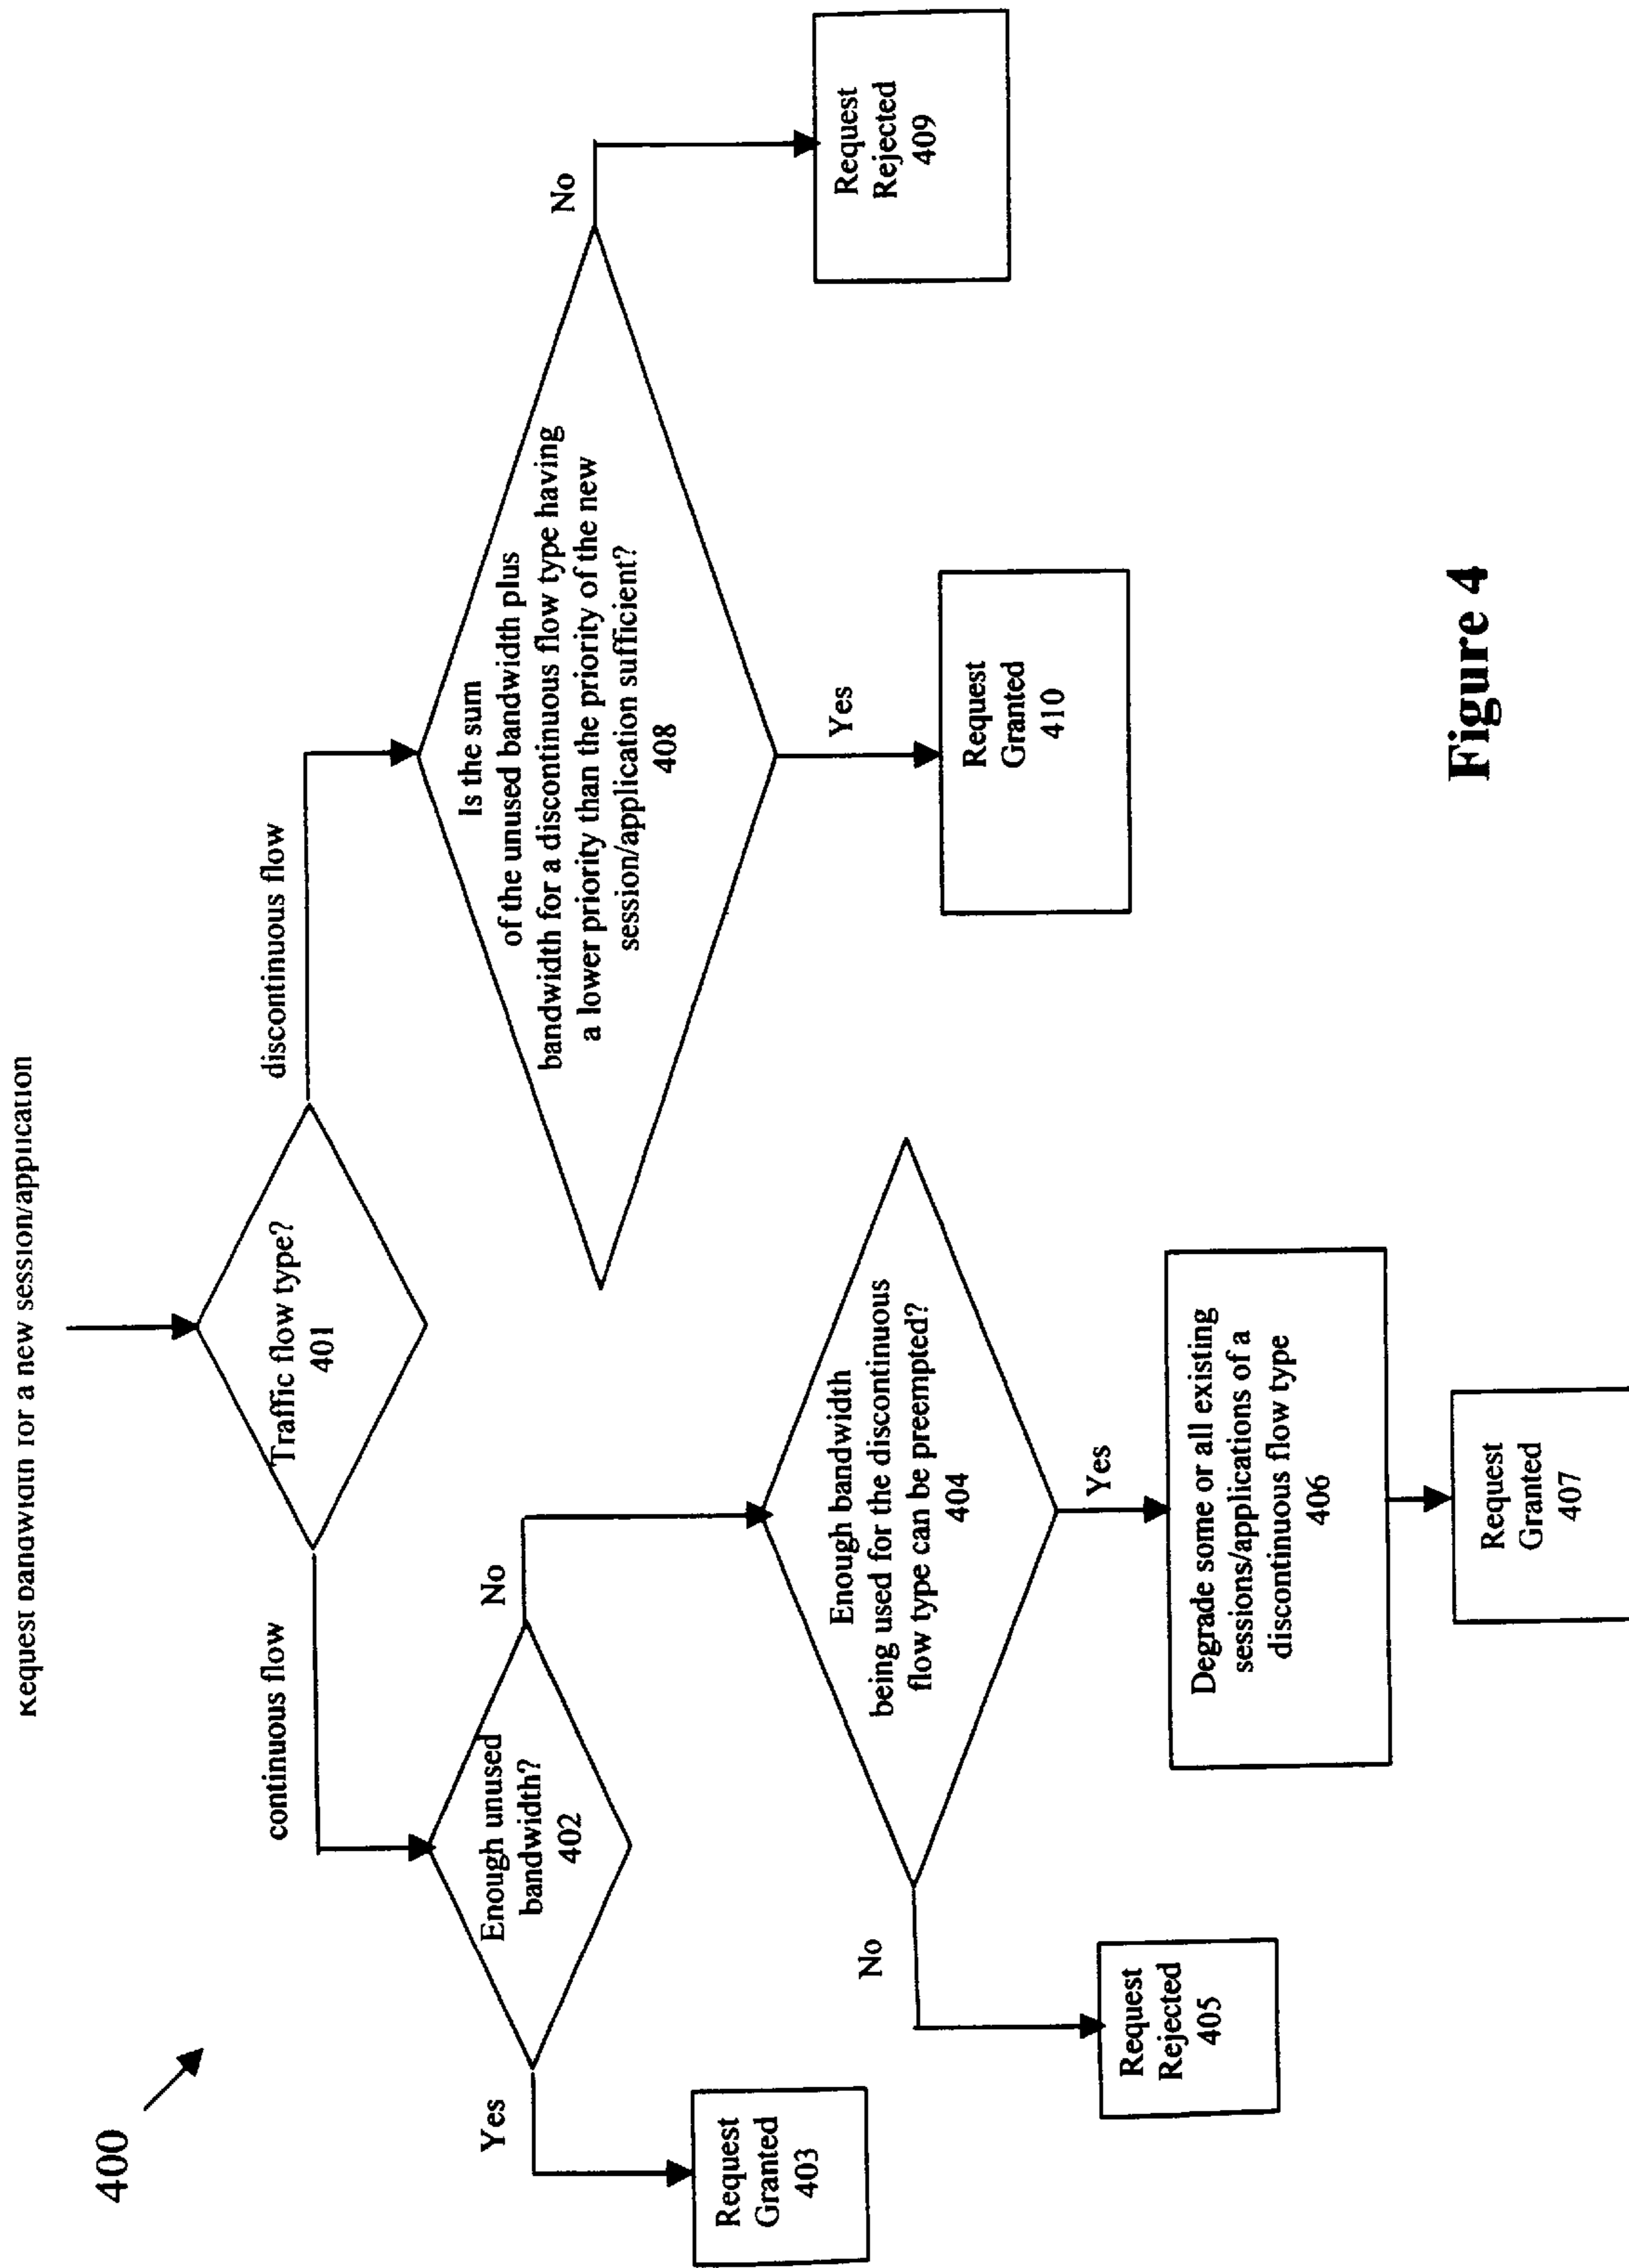 Request bandwidth for a new session/application
400
Traffic flow type?
401
continuous flow
discontinuous flow
Enough unused
bandwidth?
402
Yes
No
Request
Granted
403
Enough bandwidth
being used for the discontinuous
flow type can be preempted?
404
No
Yes
Request
Rejected
405
Degrade some or all existing
sessions/applications of a
discontinuous flow type
406
Request
Granted
407
Is the sum
of the unused bandwidth plus
bandwidth for a discontinuous flow type having
a lower priority than the priority of the new
session/application sufficient?
408
No
Yes
Request
Rejected
409
Request
Granted
410
Figure 4